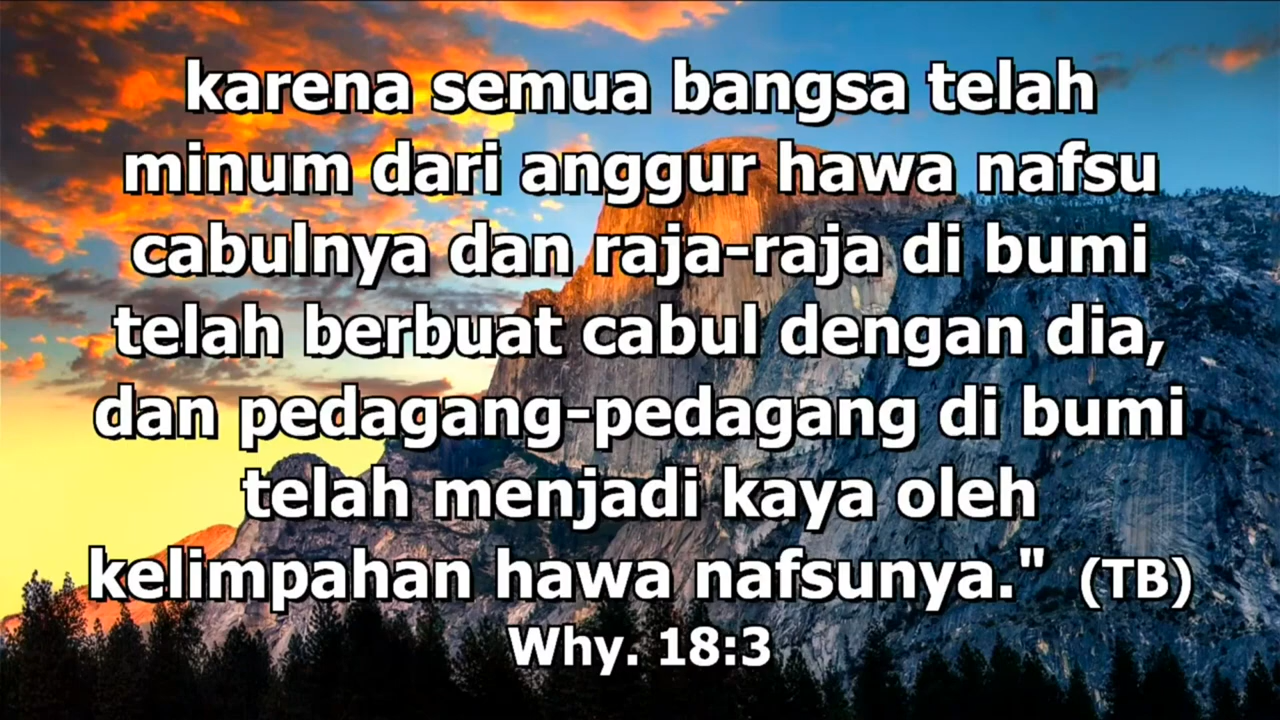 karena semua bangsa telah
minum dari anggur hawa nafsu
cabulnya dan raja-raja di bumi
telah berbuat cabul dengan dia,
dan pedagang-pedagang di bumi
telah menjadi kaya oleh
kelimpahan hawa nafsunya." (TB)
Why. 18:3